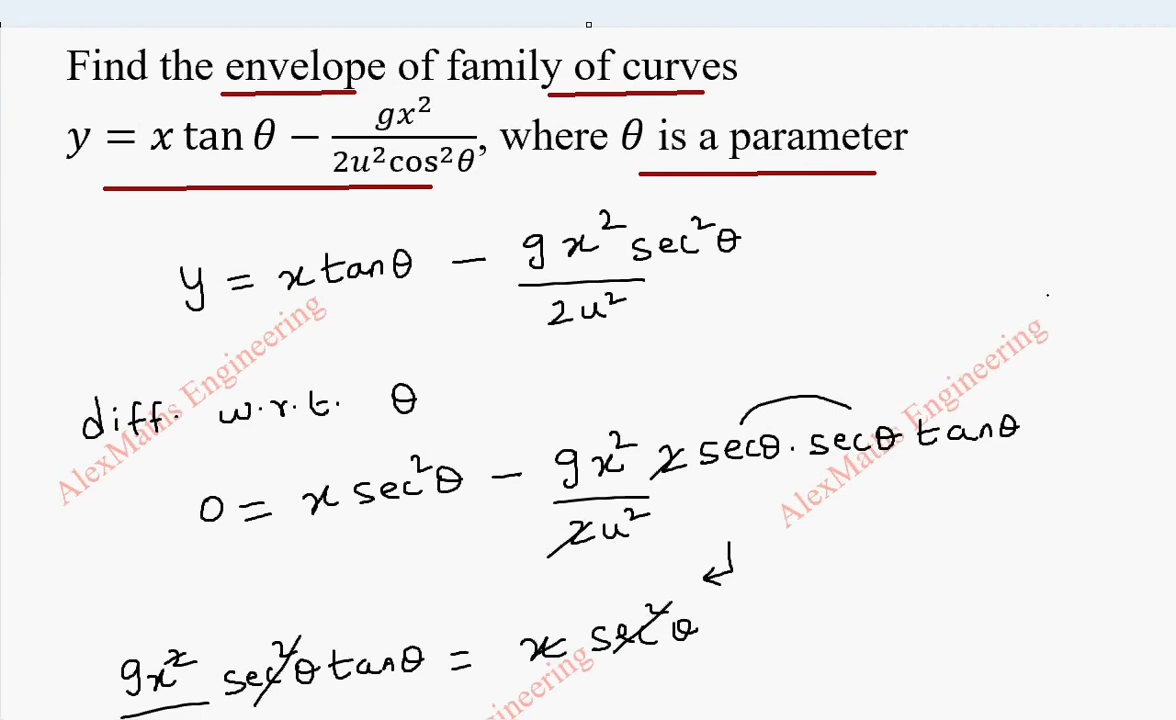 Find the envelope of family of curves
y = x tan θ − gx²/2u²cos²θ, where θ is a parameter
y = x tanθ − gx² sec²θ / 2u²
AlexMaths Engineering
AlexMaths Engineering
diff. w.r.t. θ
0 = x sec²θ − gx²/2u² 2 secθ . secθ tanθ
gx² sec²θ tanθ = x sec²θ
Engineering